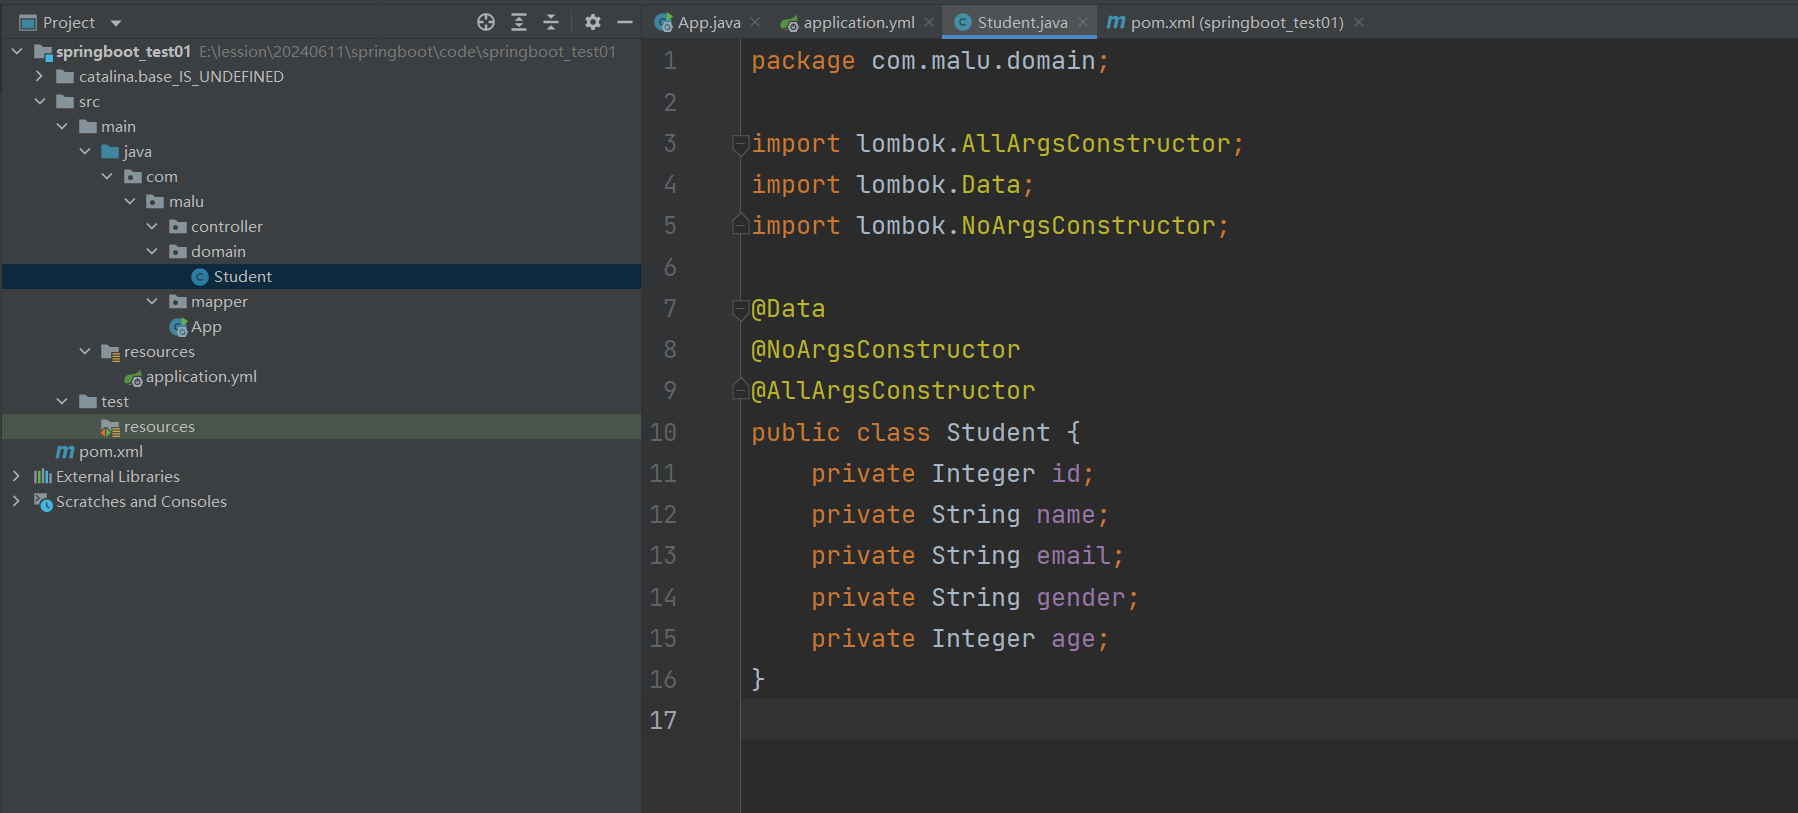 Project
springboot_test01 E:\lession\20240611\springboot\code\springboot_test01
catalina.base_IS_UNDEFINED
src
main
java
com
malu
controller
domain
Student
mapper
App
resources
application.yml
test
resources
pom.xml
External Libraries
Scratches and Consoles
App.java application.yml Student.java pom.xml (springboot_test01)
1 package com.malu.domain;
2
3 import lombok.AllArgsConstructor;
4 import lombok.Data;
5 import lombok.NoArgsConstructor;
6
7 @Data
8 @NoArgsConstructor
9 @AllArgsConstructor
10 public class Student {
11 private Integer id;
12 private String name;
13 private String email;
14 private String gender;
15 private Integer age;
16 }
17